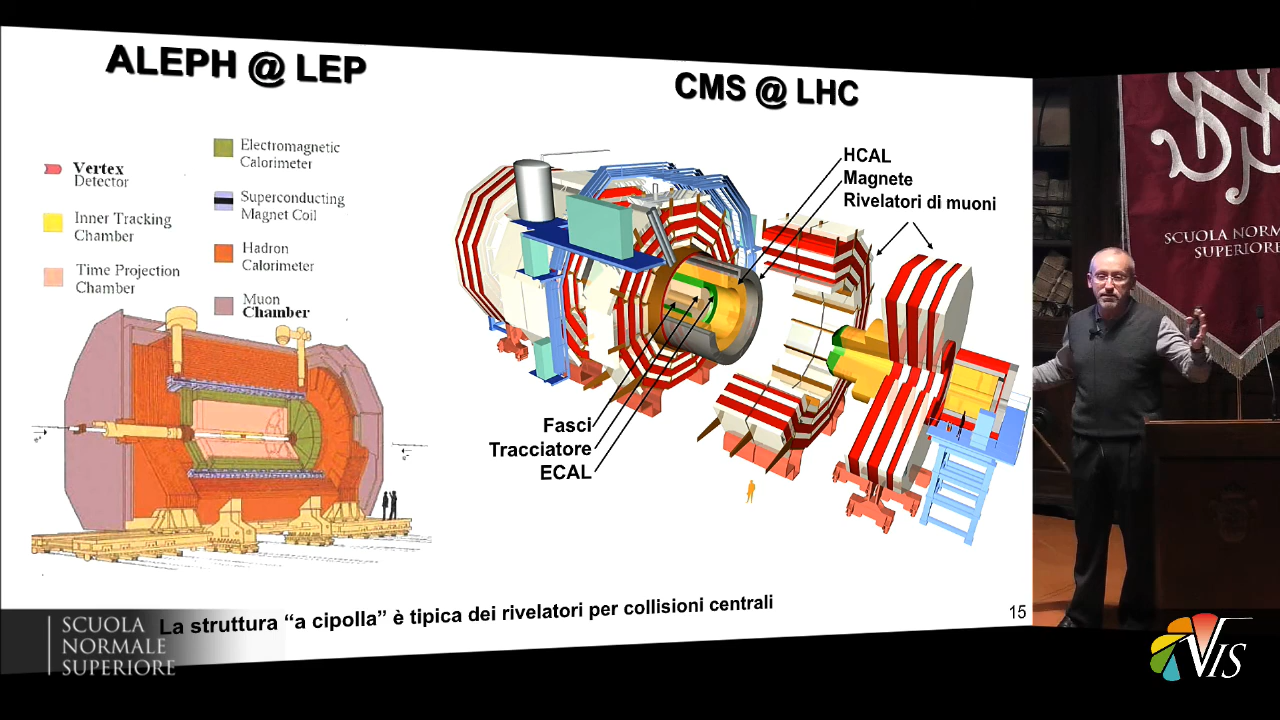 ALEPH @ LEP
CMS @ LHC
Vertex
Detector
Inner Tracking
Chamber
Time Projection
Chamber
Electromagnetic
Calorimeter
Superconducting
Magnet Coil
Hadron
Calorimeter
Muon
Chamber
HCAL
Magnete
Rivelatori di muoni
Fasci
Tracciatore
ECAL
La struttura “a cipolla” è tipica dei rivelatori per collisioni centrali
15
SCUOLA
NORMALE
SUPERIORE
SCUOLA NORM
SUPERIORE
VIS